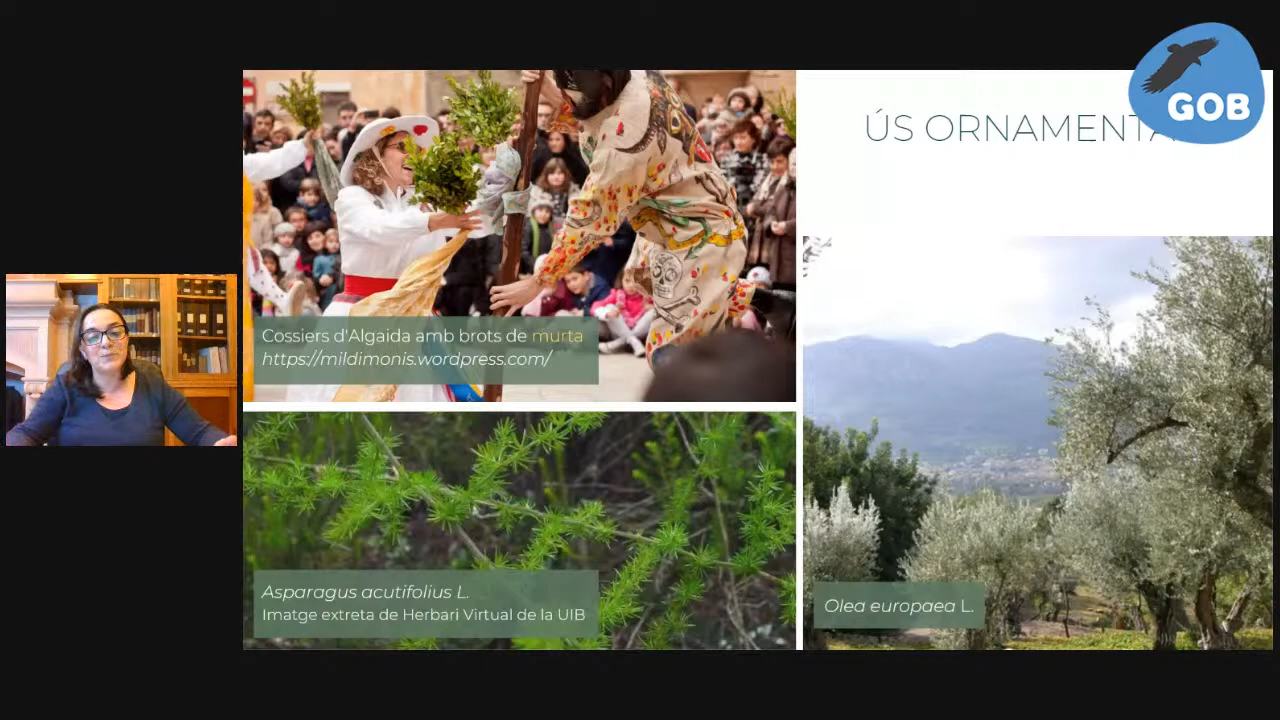 GOB
ÚS ORNAMENTA
Cossiers d'Algaida amb brots de murta
https://mildimonis.wordpress.com/
Asparagus acutifolius L.
Imatge extreta de Herbari Virtual de la UIB
Olea europaea L.